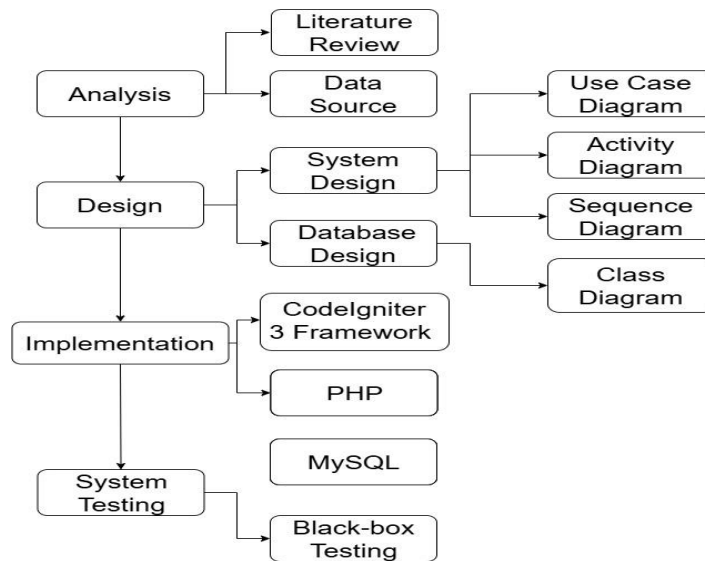 Literature
Review
Analysis
Data
Source
Use Case
Diagram
System
Design
Activity
Diagram
Design
Sequence
Diagram
Database
Design
Class
Diagram
CodeIgniter
3 Framework
Implementation
PHP
MySQL
System
Testing
Black-box
Testing